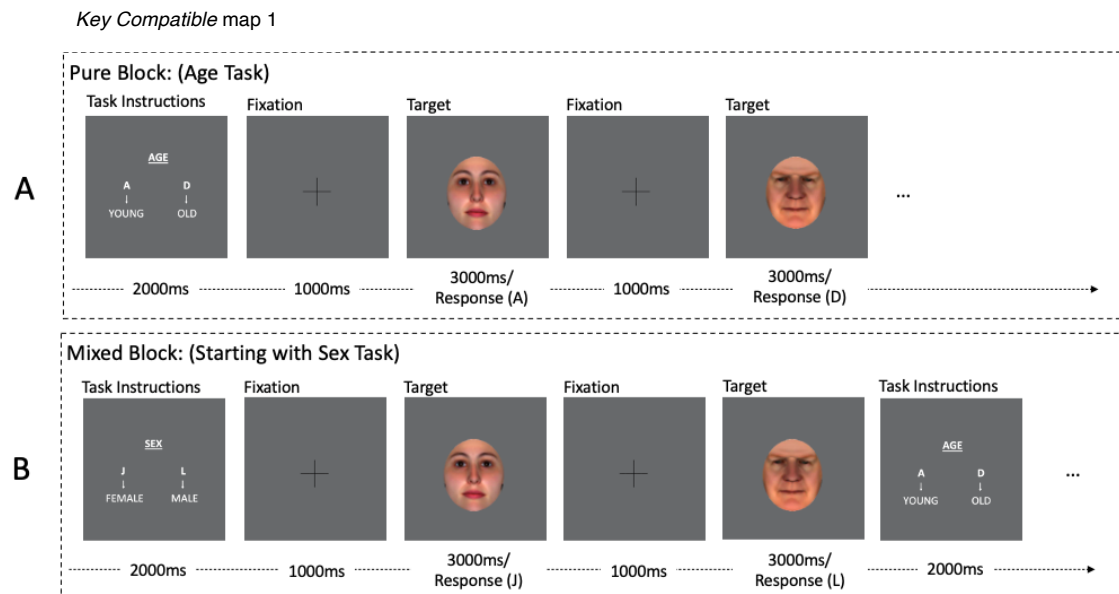 Key Compatible map 1
Pure Block: (Age Task)
Task Instructions Fixation Target Fixation Target
AGE
A D
↓ ↓
YOUNG OLD
...
A
2000ms 1000ms 3000ms/ 1000ms 3000ms/
Response (A) Response (D)
Mixed Block: (Starting with Sex Task)
Task Instructions Fixation Target Fixation Target Task Instructions
SEX AGE
J L A D
↓ ↓ ↓ ↓
FEMALE MALE YOUNG OLD
...
B
2000ms 1000ms 3000ms/ 1000ms 3000ms/ 2000ms
Response (J) Response (L)